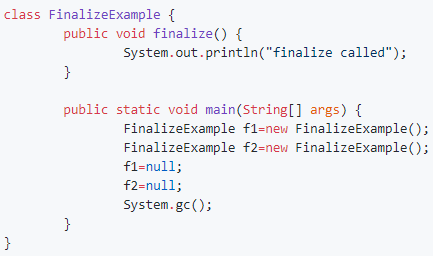 class FinalizeExample {
        public void finalize() {
                System.out.println("finalize called");
        }

        public static void main(String[] args) {
                FinalizeExample f1=new FinalizeExample();
                FinalizeExample f2=new FinalizeExample();
                f1=null;
                f2=null;
                System.gc();
        }
}